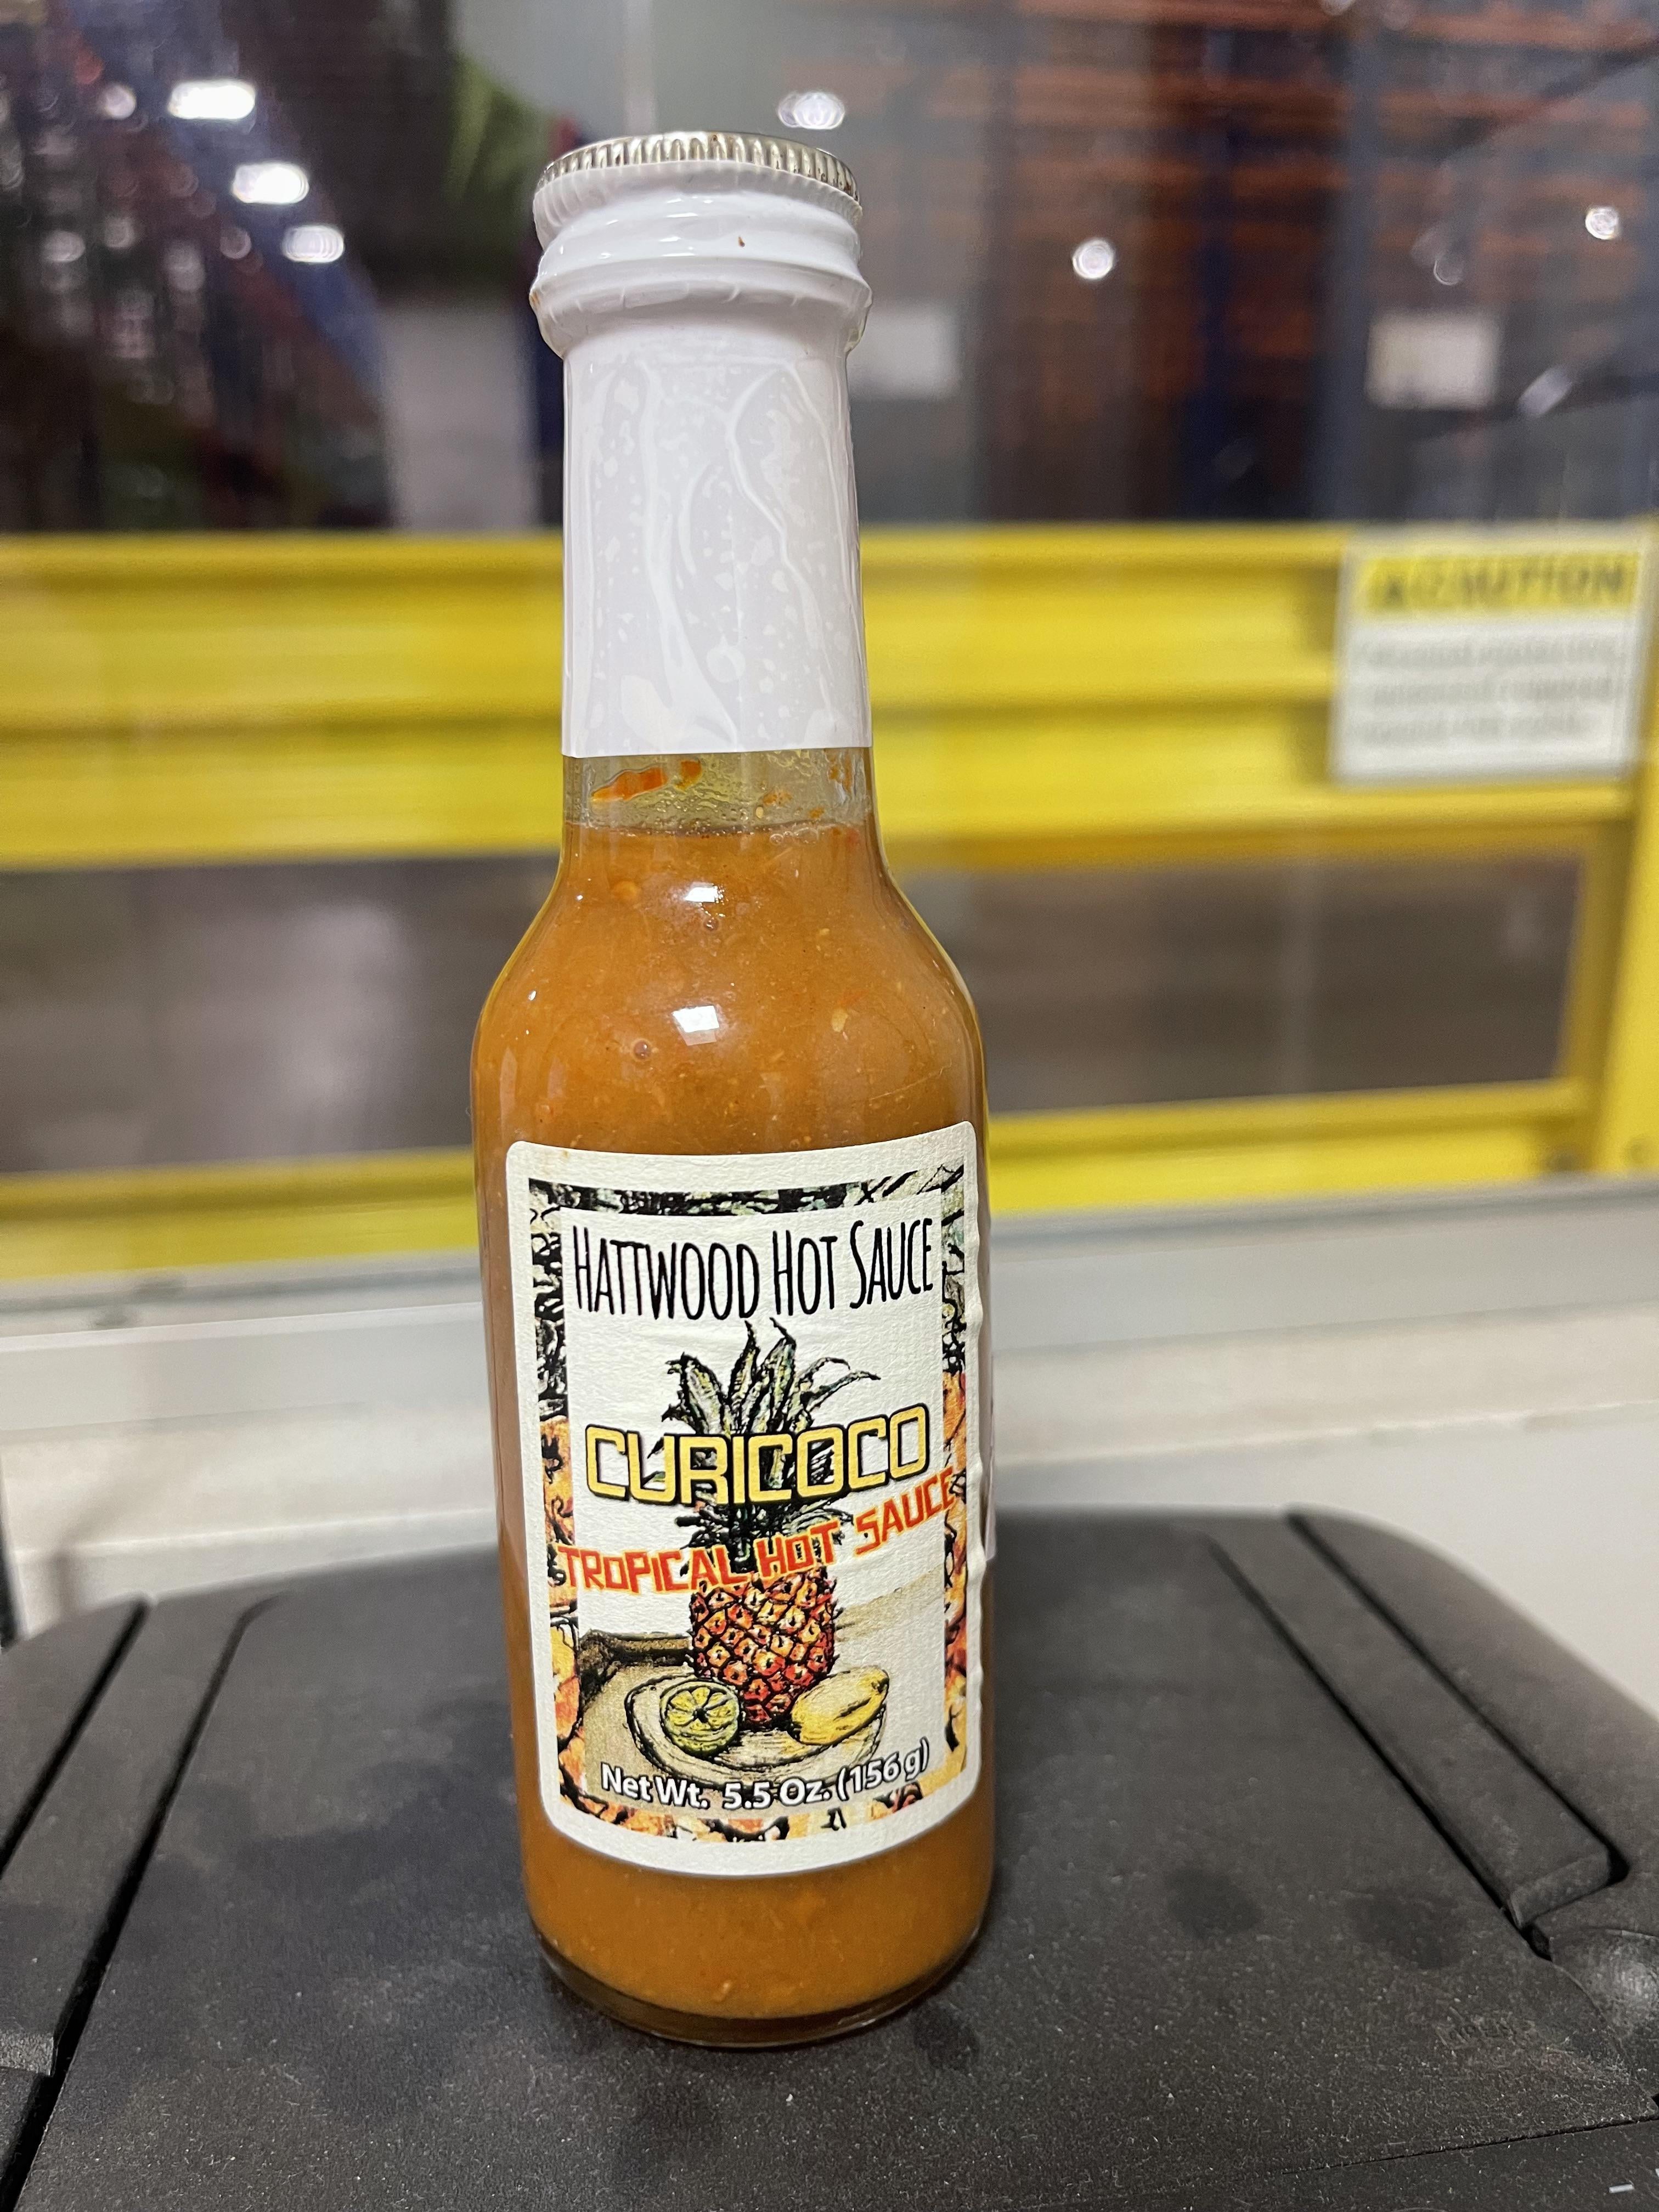 CAUTION
HATTWOOD HOT SAUCE
CURICOCO
TROPICAL HOT SAUCE
Net Wt. 5.5 Oz. (156 g)